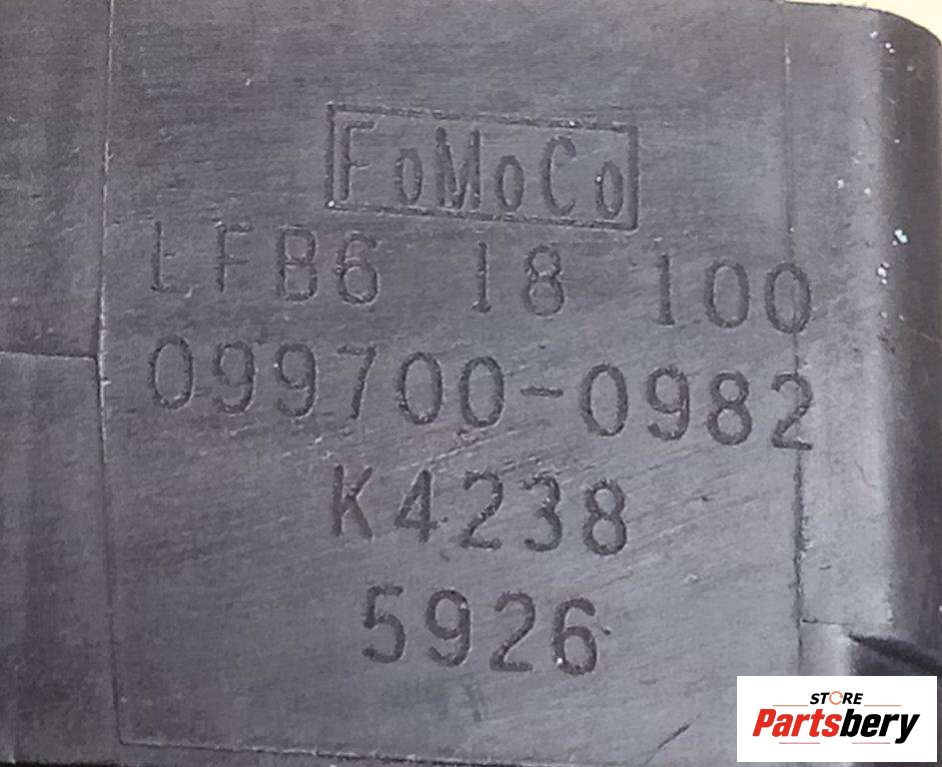 FoMoCo
LFB6 18 100
099700-0982
K4238
5926
STORE
Partsbery